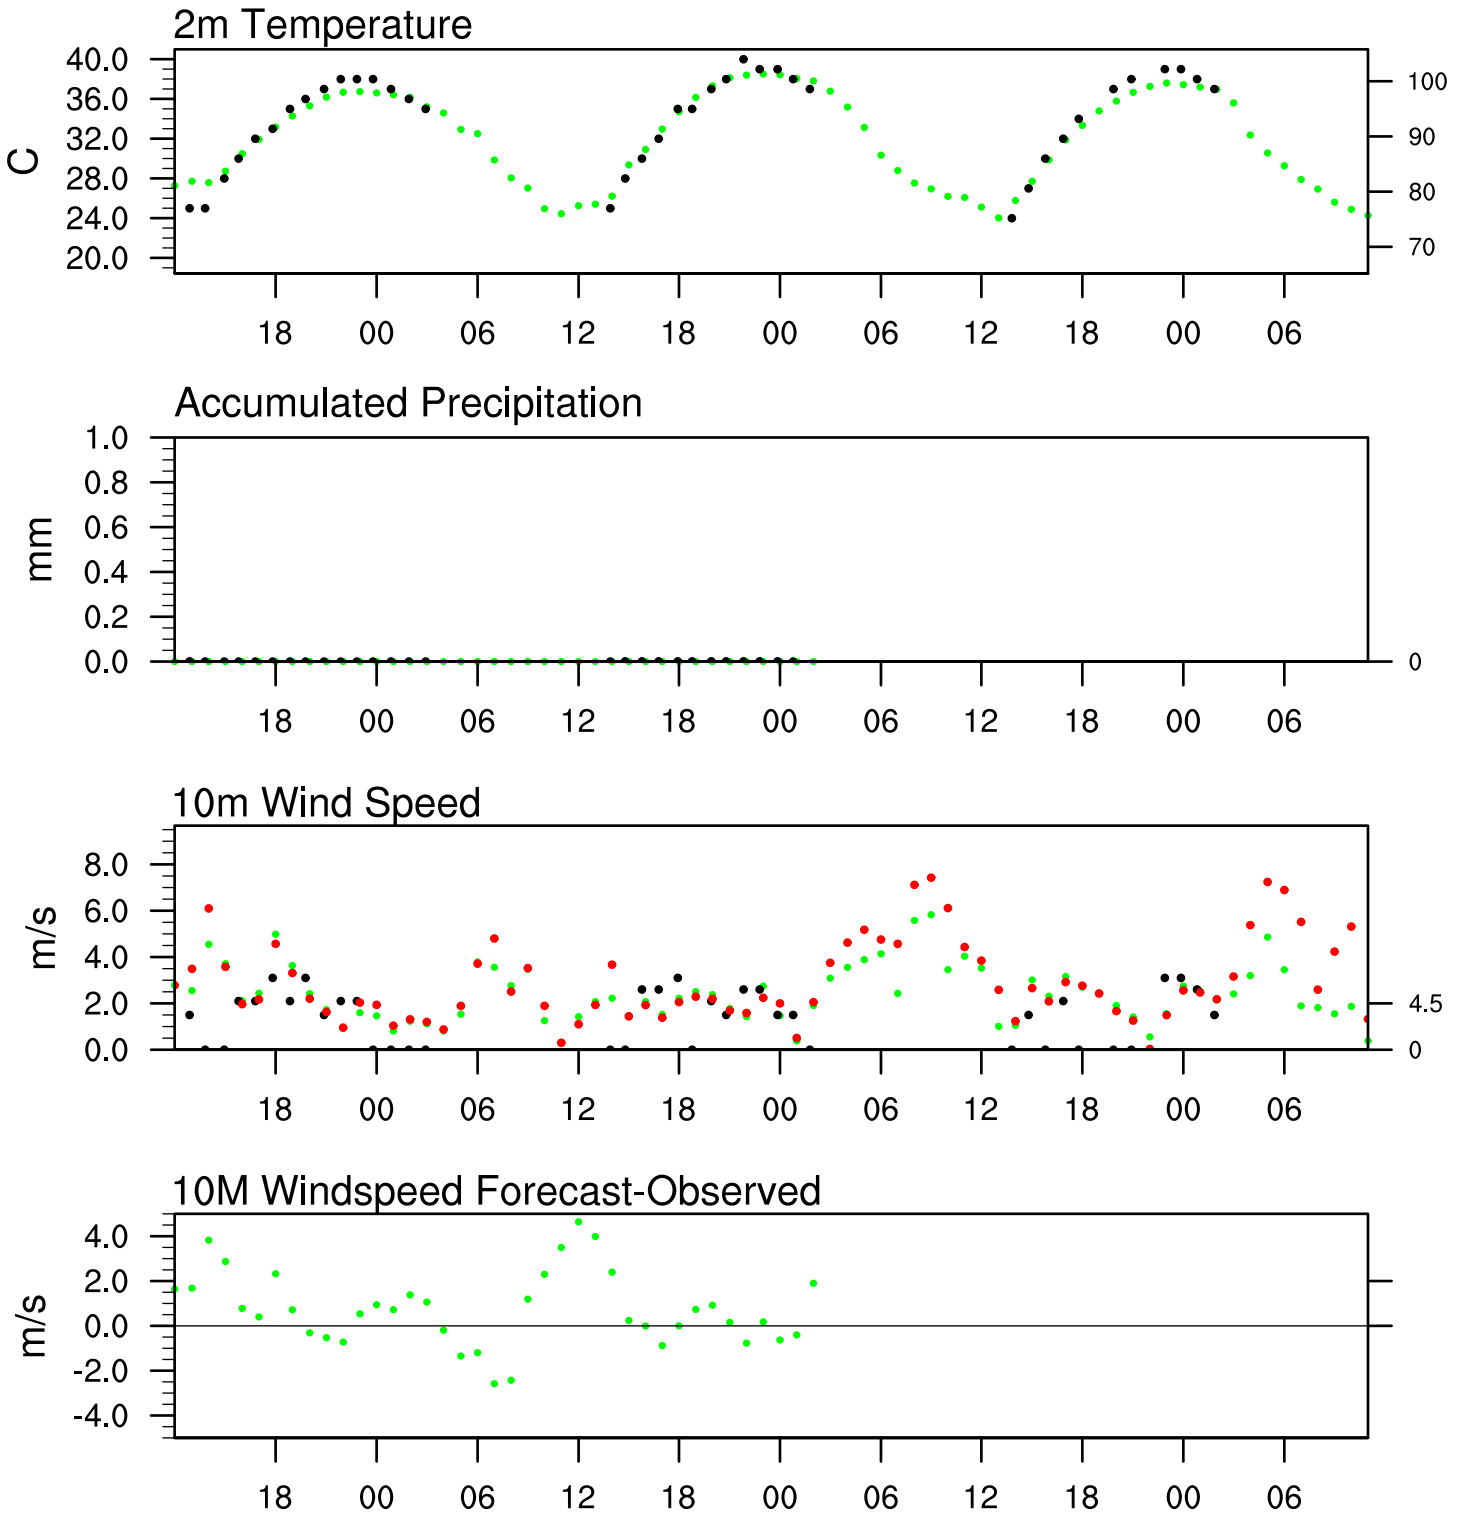 2m Temperature
40.0
36.0
32.0
28.0
24.0
20.0
C
100
90
80
70
18 00 06 12 18 00 06 12 18 00 06
Accumulated Precipitation
1.0
0.8
0.6
0.4
0.2
0.0
mm
0
18 00 06 12 18 00 06 12 18 00 06
10m Wind Speed
8.0
6.0
4.0
2.0
0.0
m/s
4.5
0
18 00 06 12 18 00 06 12 18 00 06
10M Windspeed Forecast-Observed
4.0
2.0
0.0
-2.0
-4.0
m/s
18 00 06 12 18 00 06 12 18 00 06